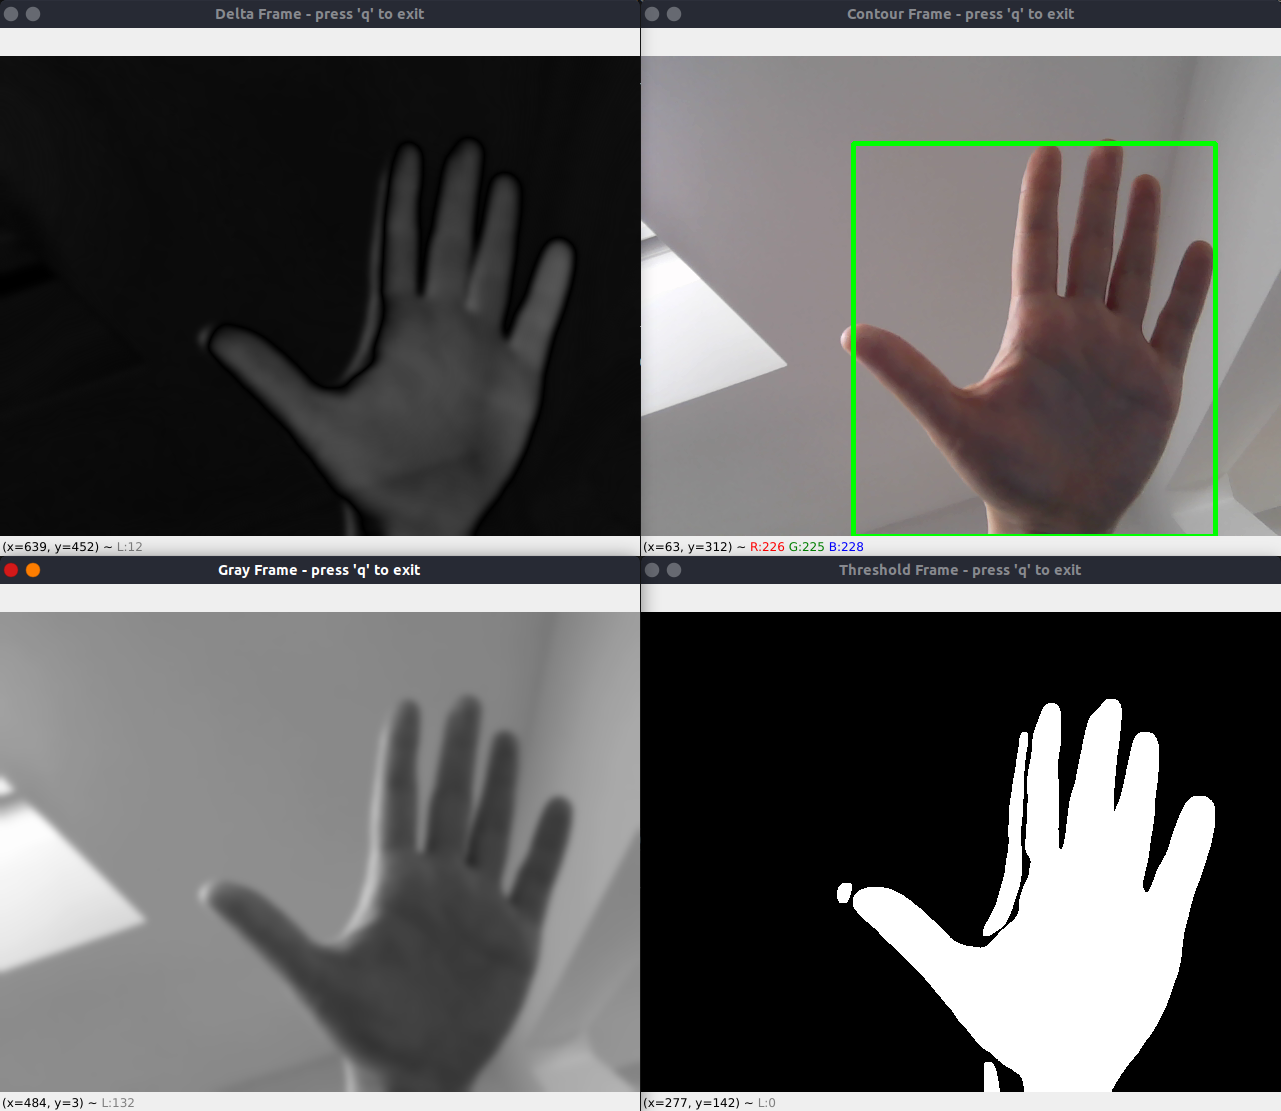 Delta Frame - press 'q' to exit
Contour Frame - press 'q' to exit
(x=639, y=452) ~ L:12
(x=63, y=312) ~ R:226 G:225 B:228
Gray Frame - press 'q' to exit
Threshold Frame - press 'q' to exit
(x=484, y=3) ~ L:132
(x=277, y=142) ~ L:0